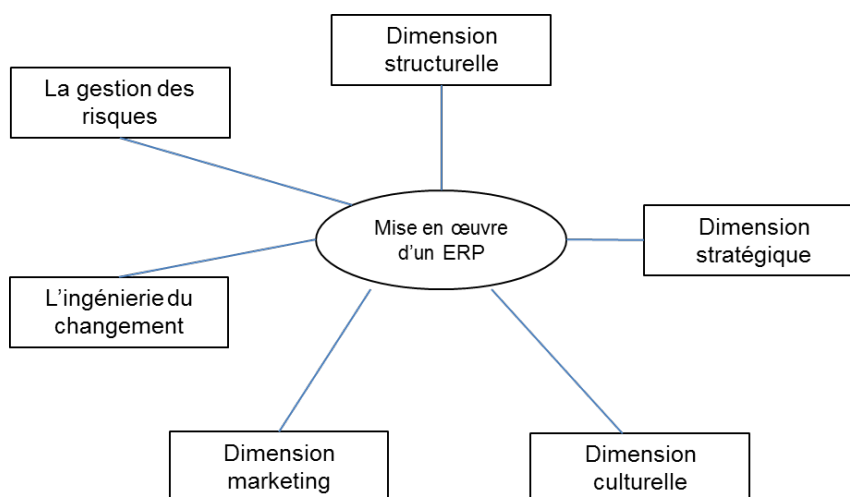 Dimension
structurelle
La gestion des
risques
Mise en œuvre
d'un ERP
Dimension
stratégique
L'ingénierie du
changement
Dimension
marketing
Dimension
culturelle